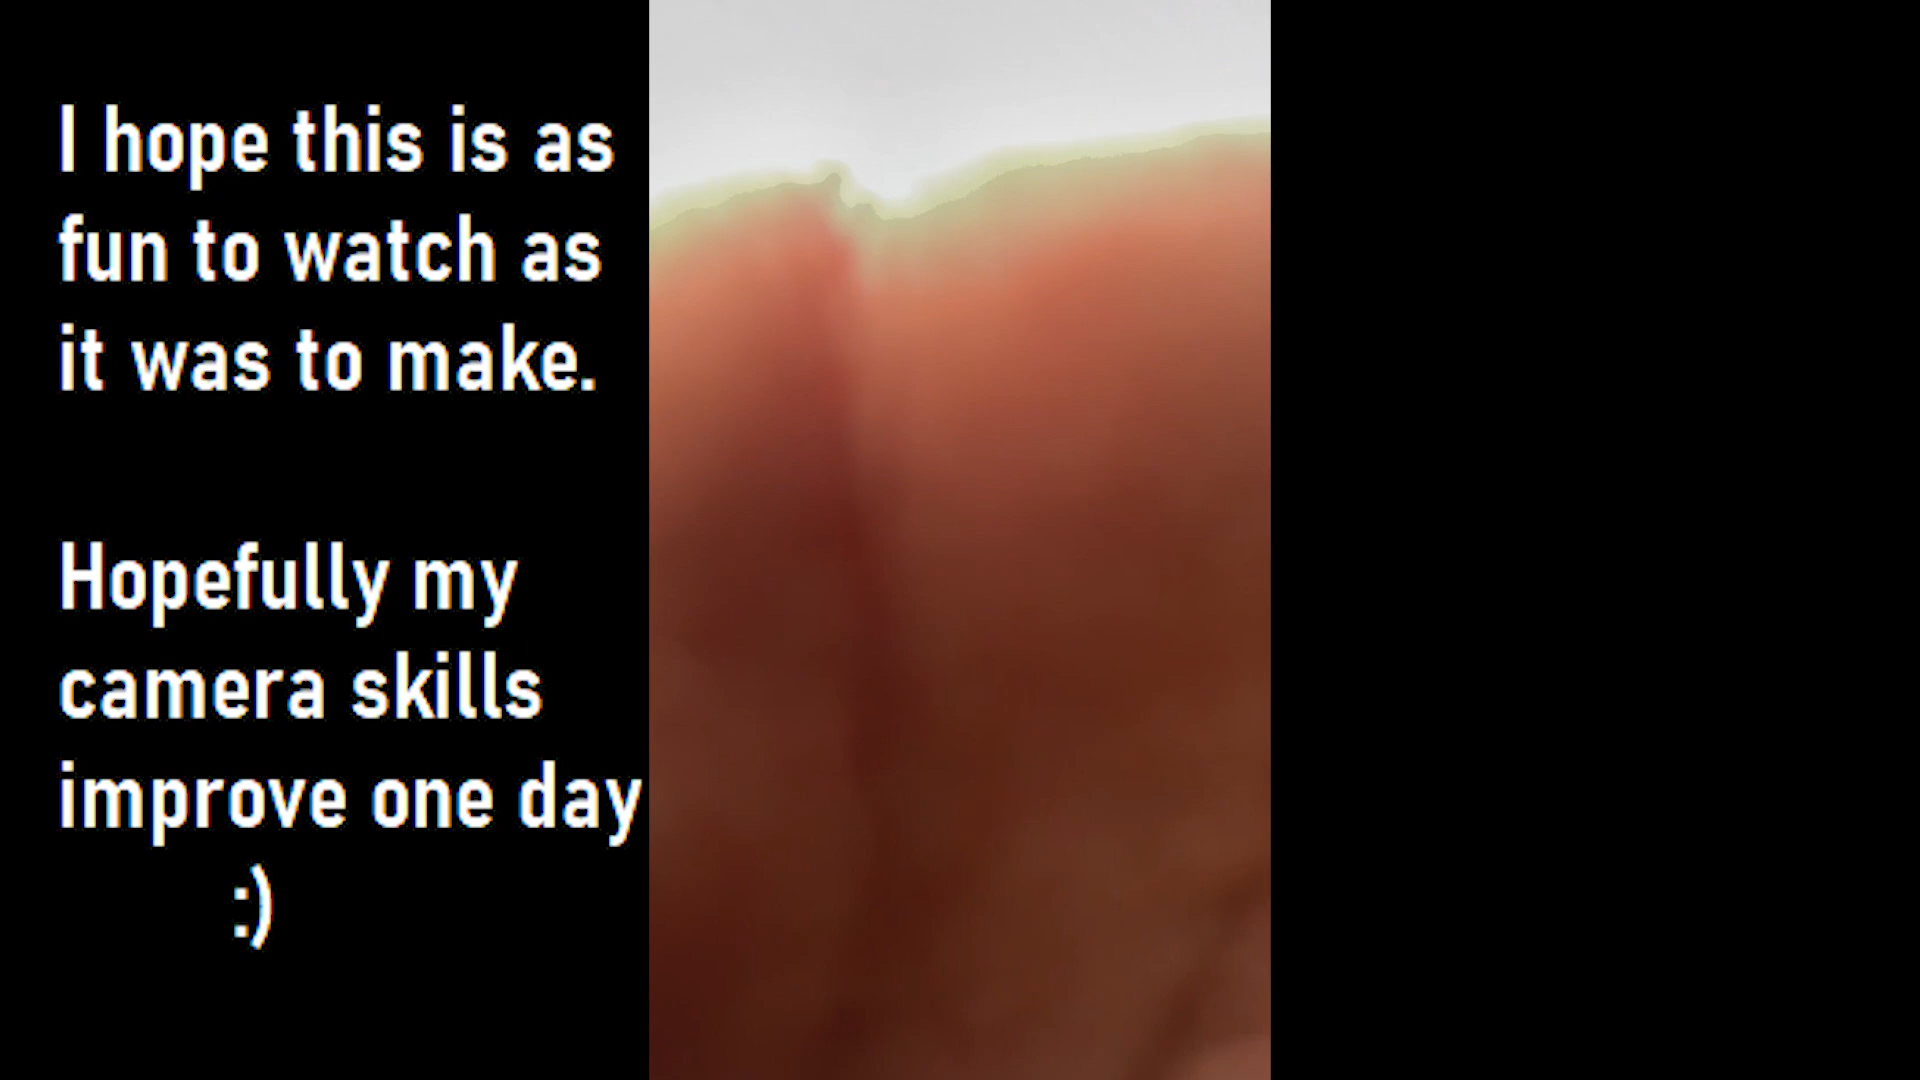 I hope this is as
fun to watch as
it was to make.
Hopefully my
camera skills
improve one day
:)